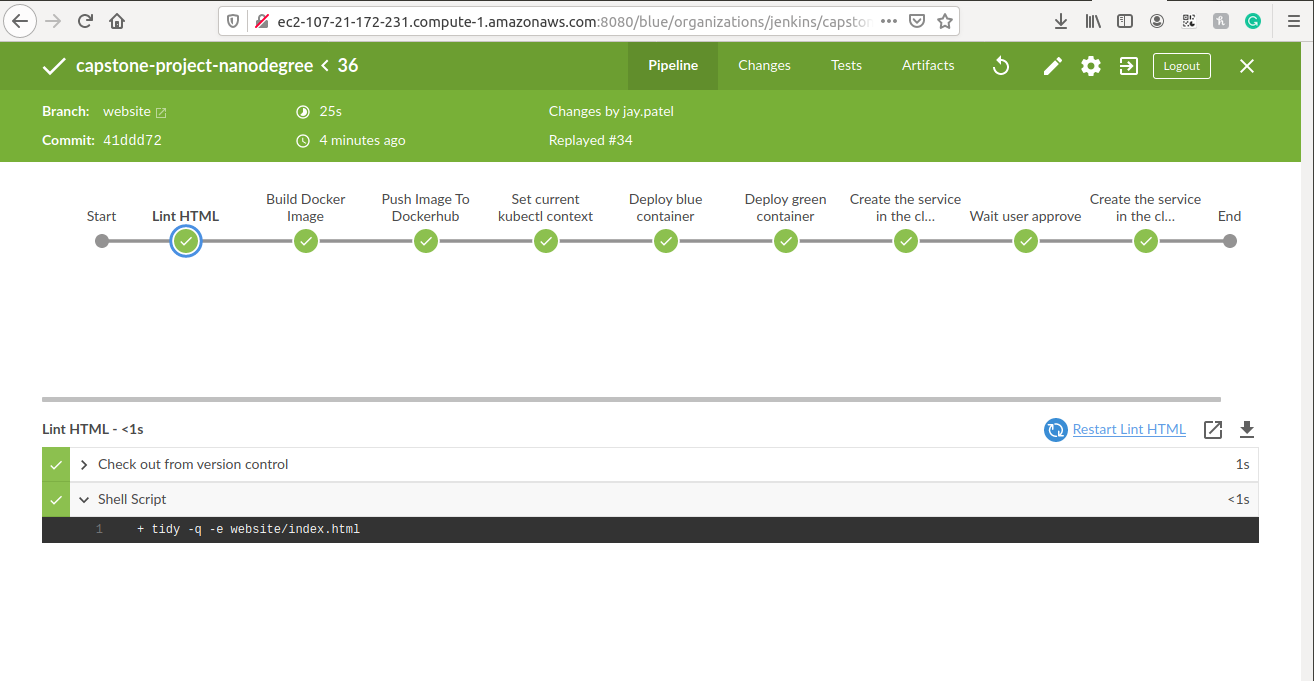 ec2-107-21-172-231.compute-1.amazonaws.com:8080/blue/organizations/jenkins/capsto
capstone-project-nanodegree < 36
Pipeline
Changes
Tests
Artifacts
Logout
Branch: website
25s
Changes by jay.patel
Commit: 41ddd72
4 minutes ago
Replayed #34
Start
Lint HTML
Build Docker
Image
Push Image To
Dockerhub
Set current
kubectl context
Deploy blue
container
Deploy green
container
Create the service
in the cl...
Wait user approve
Create the service
in the cl...
End
Lint HTML - <1s
Restart Lint HTML
Check out from version control
1s
Shell Script
<1s
1 + tidy -q -e website/index.html